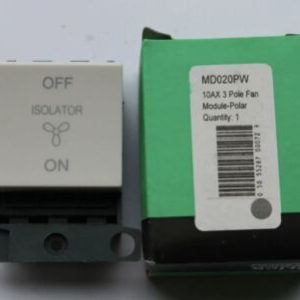 OFF
ISOLATOR
ON
MD020PW
10AX 3 Pole Fan
Module-Polar
Quantity: 1